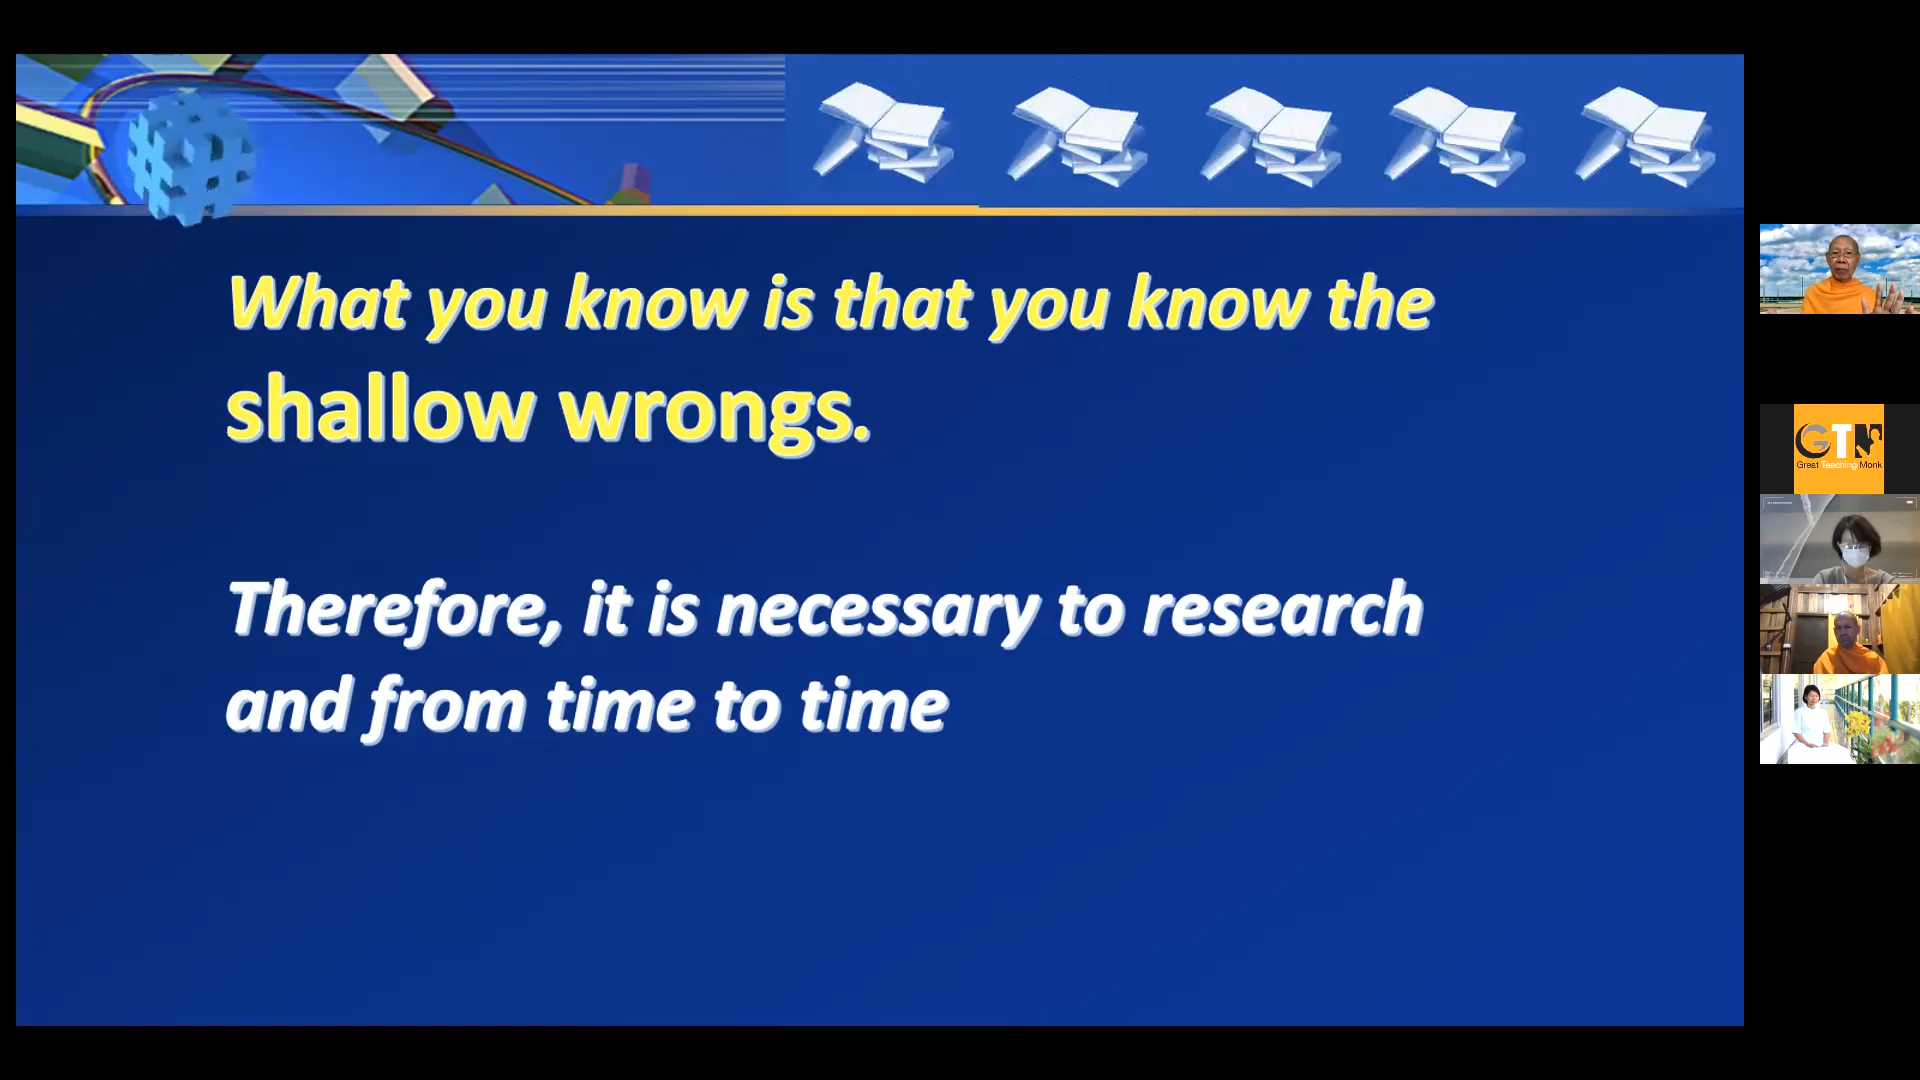 What you know is that you know the
shallow wrongs.
Therefore, it is necessary to research
and from time to time
GTM
Great Teaching Monk